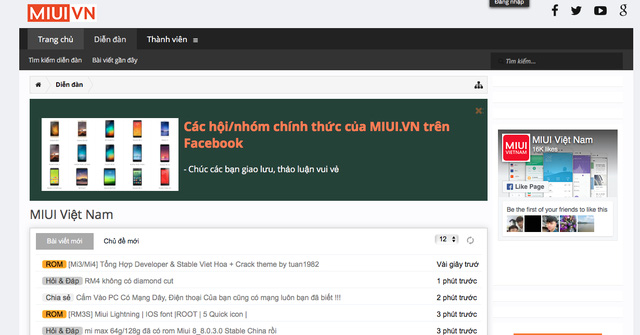 Đăng nhập
MIUI VN
Trang chủ Diễn đàn Thành viên
Tìm kiếm diễn đàn Bài viết gần đây Tìm kiếm...
Diễn đàn
Các hội/nhóm chính thức của MIUI.VN trên
Facebook
- Chúc các bạn giao lưu, thảo luận vui vẻ
MIUI VIETNAM
MIUI Việt Nam
16K likes
Like Page
Be the first of your friends to like this
MIUI Việt Nam
Bài viết mới Chủ đề mới 12
ROM [Mi3/Mi4] Tổng Hợp Developer & Stable Viet Hoa + Crack theme by tuan1982 Vài giây trước
Hỏi & Đáp RM4 không có diamond cut 1 phút trước
Chia sẻ Cắm Vào PC Có Mạng Dây, Điện thoại Của bạn cũng có mạng luôn bạn đã biết !!! 2 phút trước
ROM [RM3S] Miui Lightning | IOS font |ROOT | 5 Quick icon | 3 phút trước
Hỏi & Đáp mi max 64g/128g đã có rom Miui 8_8.0.3.0 Stable China rồi 3 phút trước